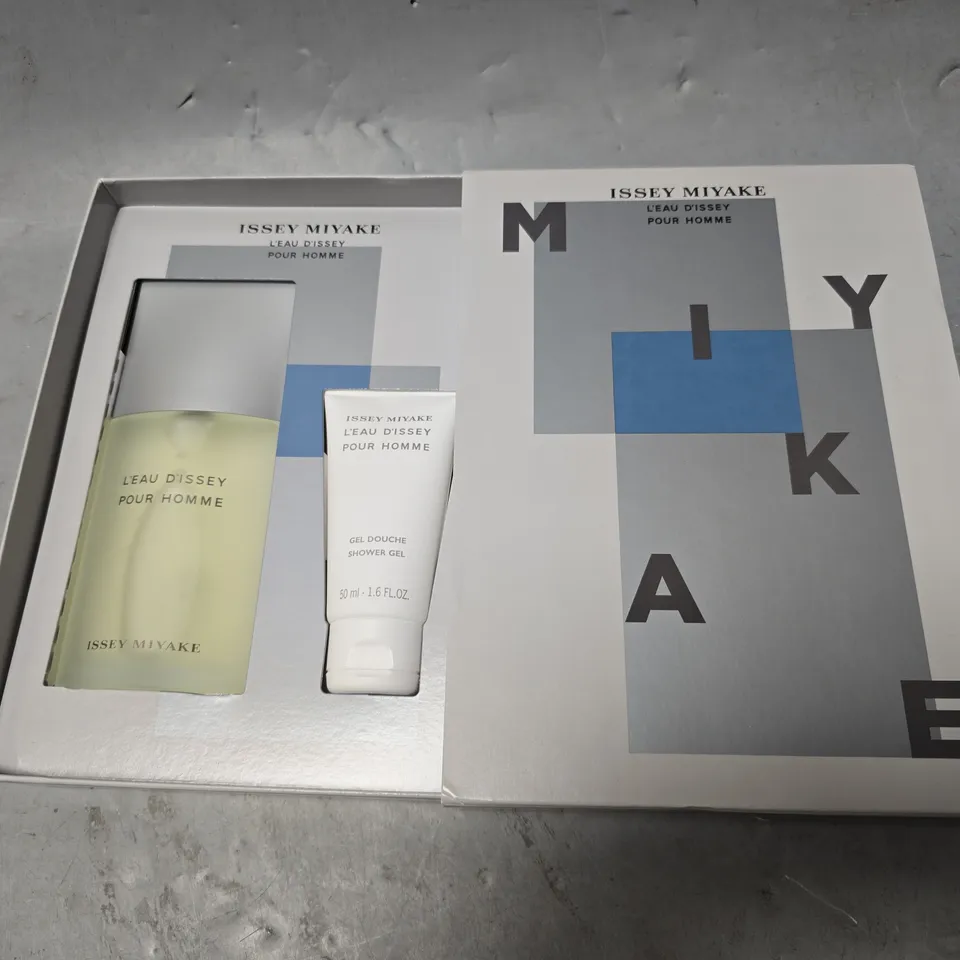 ISSEY MIYAKE
L'EAU D'ISSEY
POUR HOMME
L'EAU D'ISSEY
POUR HOMME
ISSEY MIYAKE
ISSEY MIYAKE
L'EAU D'ISSEY
POUR HOMME
GEL DOUCHE
SHOWER GEL
50 ml - 1.6 FL.OZ.
ISSEY MIYAKE
L'EAU D'ISSEY
POUR HOMME
M
I
Y
A
K
E